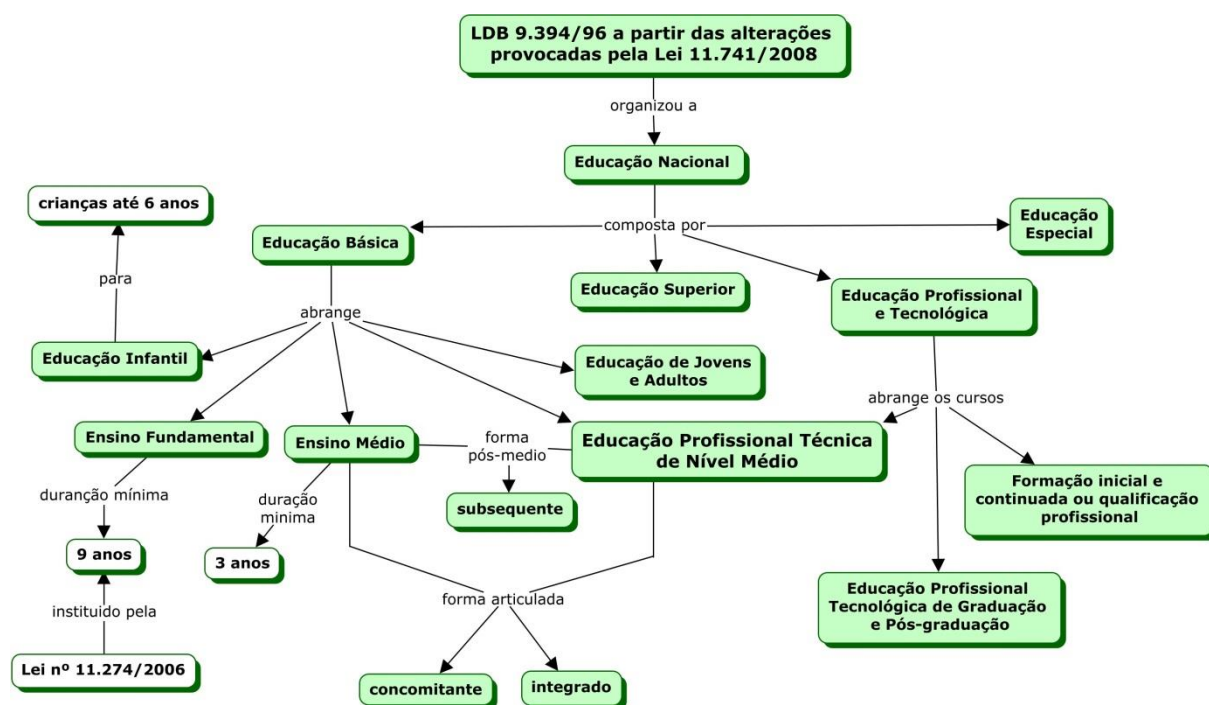 LDB 9.394/96 a partir das alterações
provocadas pela Lei 11.741/2008
organizou a
Educação Nacional
crianças até 6 anos
composta por
Educação
Especial
Educação Básica
para
Educação Superior
Educação Profissional
e Tecnológica
abrange
Educação Infantil
Educação de Jovens
e Adultos
abrange os cursos
Ensino Fundamental
Ensino Médio
forma
pós-medio
Educação Profissional Técnica
de Nível Médio
duranção mínima
duração
minima
subsequente
Formação inicial e
continuada ou qualificação
profissional
9 anos
3 anos
instituido pela
forma articulada
Educação Profissional
Tecnológica de Graduação
e Pós-graduação
Lei nº 11.274/2006
concomitante
integrado